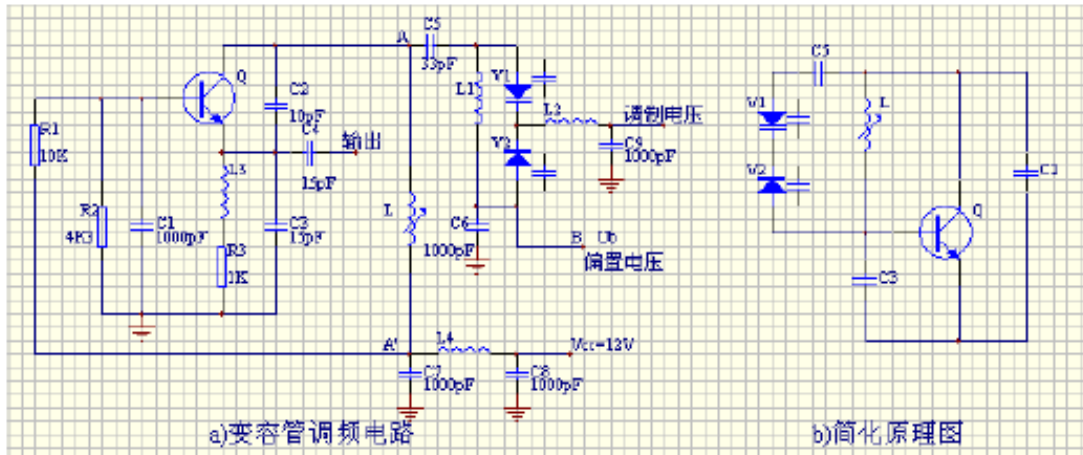 A
C5
33pF
Q
C2
10pF
C4
输出
15pF
R1
10K
R2
4R3
C1
1000pF
L3
R3
1K
C3
15pF
L
L1
V1
V2
L2
调制电压
C9
1000pF
C6
1000pF
B
Ub
偏置电压
A'
L4
Vcc=12V
C7
1000pF
C8
1000pF
a)变容管调频电路
C5
V1
V2
L
Q
C3
b)简化原理图